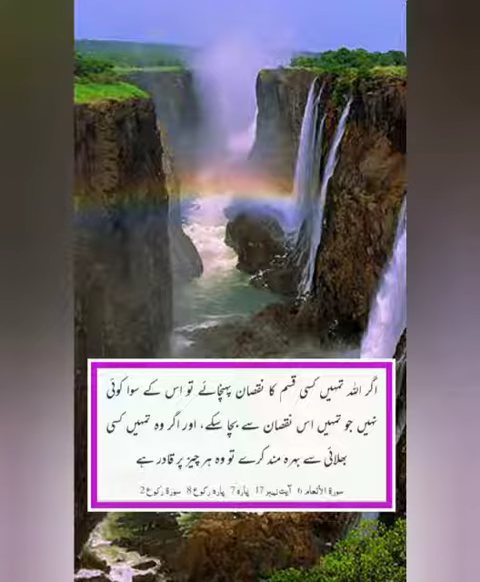 اگر اللہ تمہیں کسی قسم کا نقصان پہنچائے تو اس کے سوا کوئی
نہیں جو تمہیں اس نقصان سے بچا سکے، اور اگر وہ تمہیں کسی
بھلائی سے بہرہ مند کرے تو وہ ہر چیز پر قادر ہے
سورۃ الأنعام 6 آیت نمبر 17 پارہ 7 پارہ رکوع 8 سورۃ رکوع 2